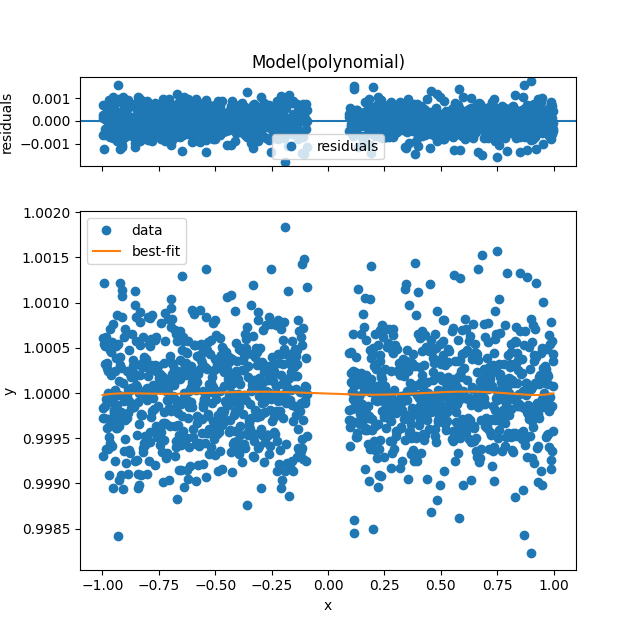 Model(polynomial)
residuals
0.001
0.000
−0.001
residuals
1.0020
1.0015
1.0010
1.0005
1.0000
0.9995
0.9990
0.9985
y
data
best-fit
−1.00 −0.75 −0.50 −0.25 0.00 0.25 0.50 0.75 1.00
x